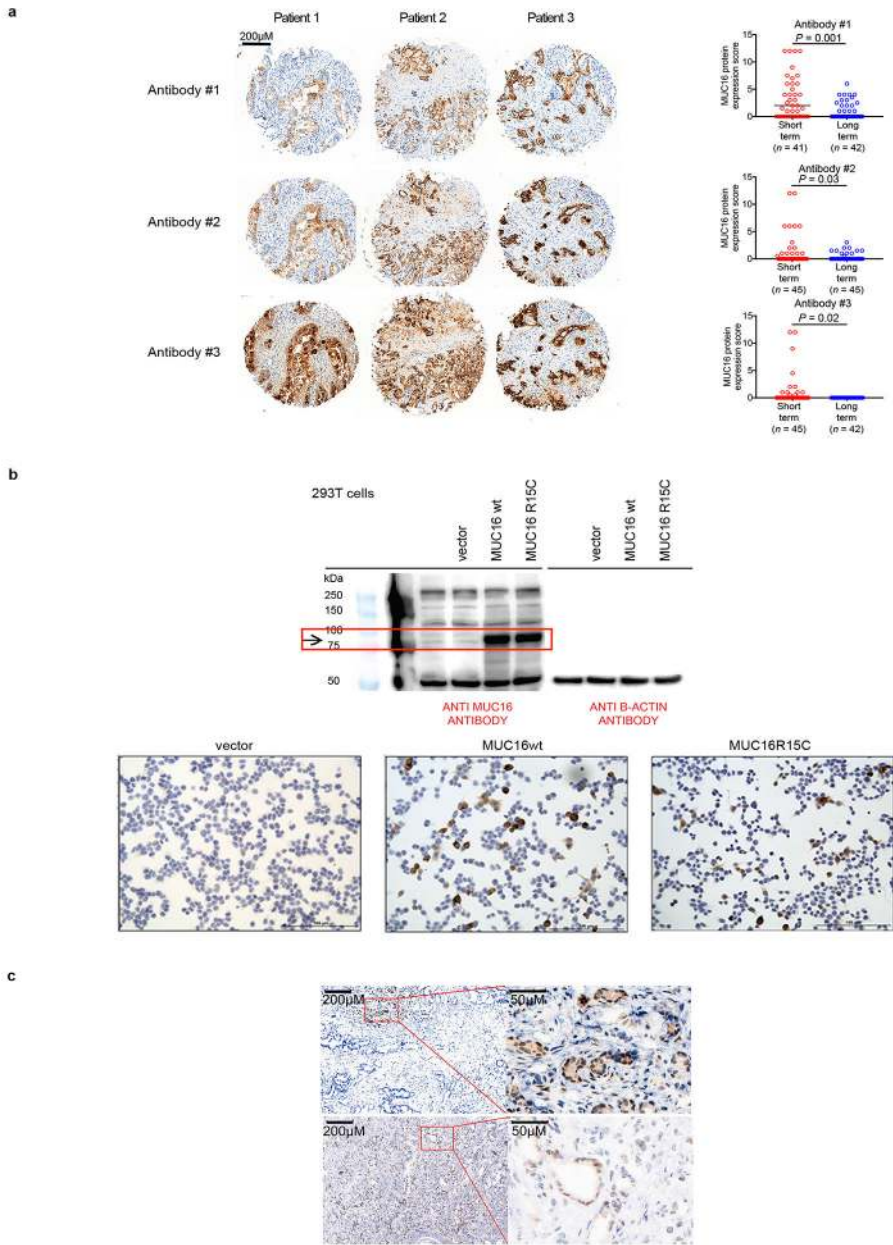 a
Patient 1
Patient 2
Patient 3
200µM
Antibody #1
Antibody #2
Antibody #3
Antibody #1
P = 0.001
MUC16 protein
expression score
15
10
5
0
Short
term
(n = 41)
Long
term
(n = 42)
Antibody #2
P = 0.03
MUC16 protein
expression score
15
10
5
0
Short
term
(n = 45)
Long
term
(n = 45)
Antibody #3
P = 0.02
MUC16 protein
expression score
15
10
5
0
Short
term
(n = 45)
Long
term
(n = 42)
b
293T cells
vector
MUC16 wt
MUC16 R15C
vector
MUC16 wt
MUC16 R15C
kDa
250
150
100
75
50
ANTI MUC16
ANTIBODY
ANTI B-ACTIN
ANTIBODY
vector
MUC16wt
MUC16R15C
c
200µM
50µM
200µM
50µM